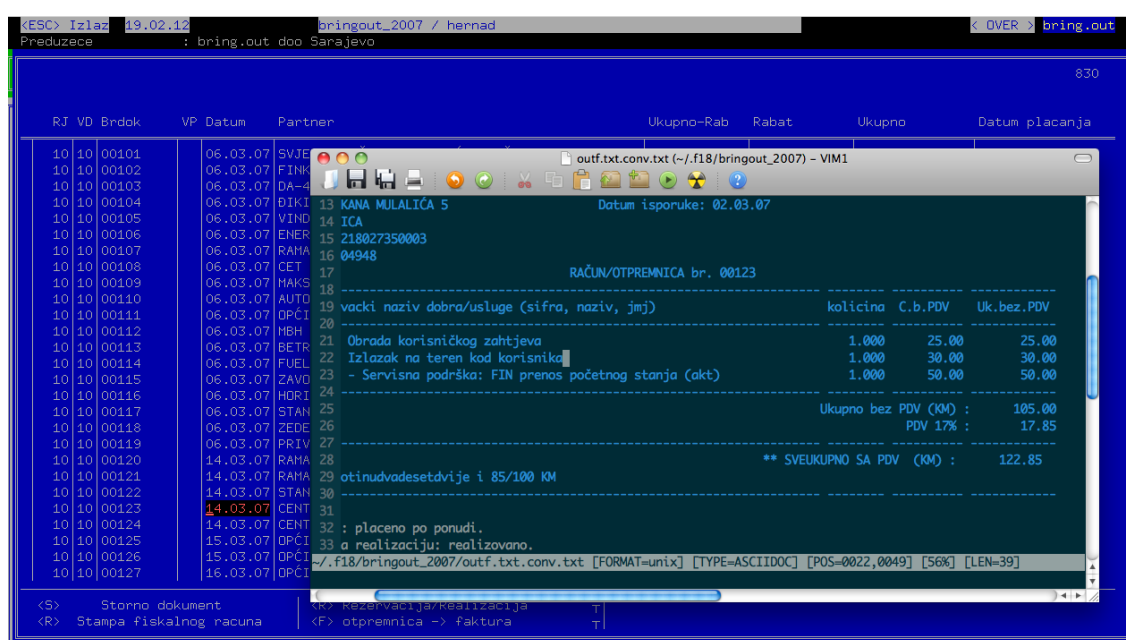 <ESC> Izlaz 19.02.12 bringout_2007 / hernad < OVER > bring.out
Preduzece : bring.out doo Sarajevo
830
RJ VD Brdok VP Datum Partner Ukupno-Rab Rabat Ukupno Datum placanja
10 10 00101 06.03.07 SVJE
10 10 00102 06.03.07 FINK
10 10 00103 06.03.07 DA-4
10 10 00104 06.03.07 ĐIKI
10 10 00105 06.03.07 VIND
10 10 00106 06.03.07 ENER
10 10 00107 06.03.07 RAMA
10 10 00108 06.03.07 CET
10 10 00109 06.03.07 MAKS
10 10 00110 06.03.07 AUTO
10 10 00111 06.03.07 OPĆI
10 10 00112 06.03.07 MBH
10 10 00113 06.03.07 BETR
10 10 00114 06.03.07 FUEL
10 10 00115 06.03.07 ZAVO
10 10 00116 06.03.07 HORI
10 10 00117 06.03.07 STAN
10 10 00118 06.03.07 ZEDE
10 10 00119 06.03.07 PRIV
10 10 00120 14.03.07 RAMA
10 10 00121 14.03.07 RAMA
10 10 00122 14.03.07 STAN
10 10 00123 14.03.07 CENT
10 10 00124 14.03.07 CENT
10 10 00125 15.03.07 OPĆI
10 10 00126 15.03.07 OPĆI
10 10 00127 16.03.07 OPĆI
<S> Storno dokument <R> Rezervacija/Realizacija
<R> Stampa fiskalnog racuna <F> otpremnica -> faktura
outf.txt.conv.txt (~/.f18/bringout_2007) – VIM1
13 KANA MULALIĆA 5 Datum isporuke: 02.03.07
14 ICA
15 218027350003
16 04948
17 RAČUN/OTPREMNICA br. 00123
18
19 vacki naziv dobra/usluge (sifra, naziv, jmj) kolicina C.b.PDV Uk.bez.PDV
20
21 Obrada korisničkog zahtjeva 1.000 25.00 25.00
22 Izlazak na teren kod korisnika 1.000 30.00 30.00
23 - Servisna podrška: FIN prenos početnog stanja (akt) 1.000 50.00 50.00
24
25 Ukupno bez PDV (KM) : 105.00
26 PDV 17% : 17.85
27
28 ** SVEUKUPNO SA PDV (KM) : 122.85
29 otinudvadesetdvije i 85/100 KM
30
31
32 : placeno po ponudi.
33 a realizaciju: realizovano.
~/.f18/bringout_2007/outf.txt.conv.txt [FORMAT=unix] [TYPE=ASCIIDOC] [POS=0022,0049] [56%] [LEN=39]